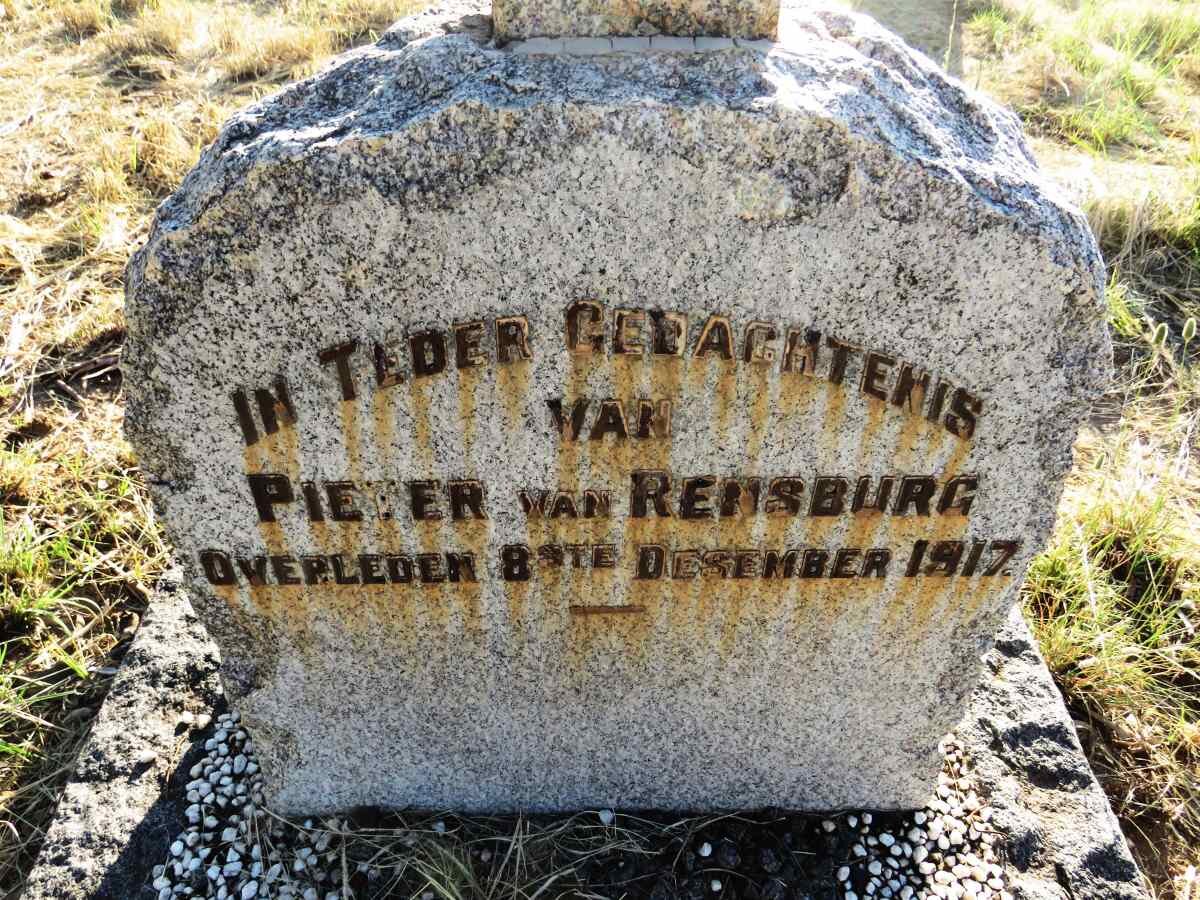 IN TEDER GEDACHTENIS
VAN
PIETER VAN RENSBURG
OVERLEDEN 8STE DESEMBER 1917.